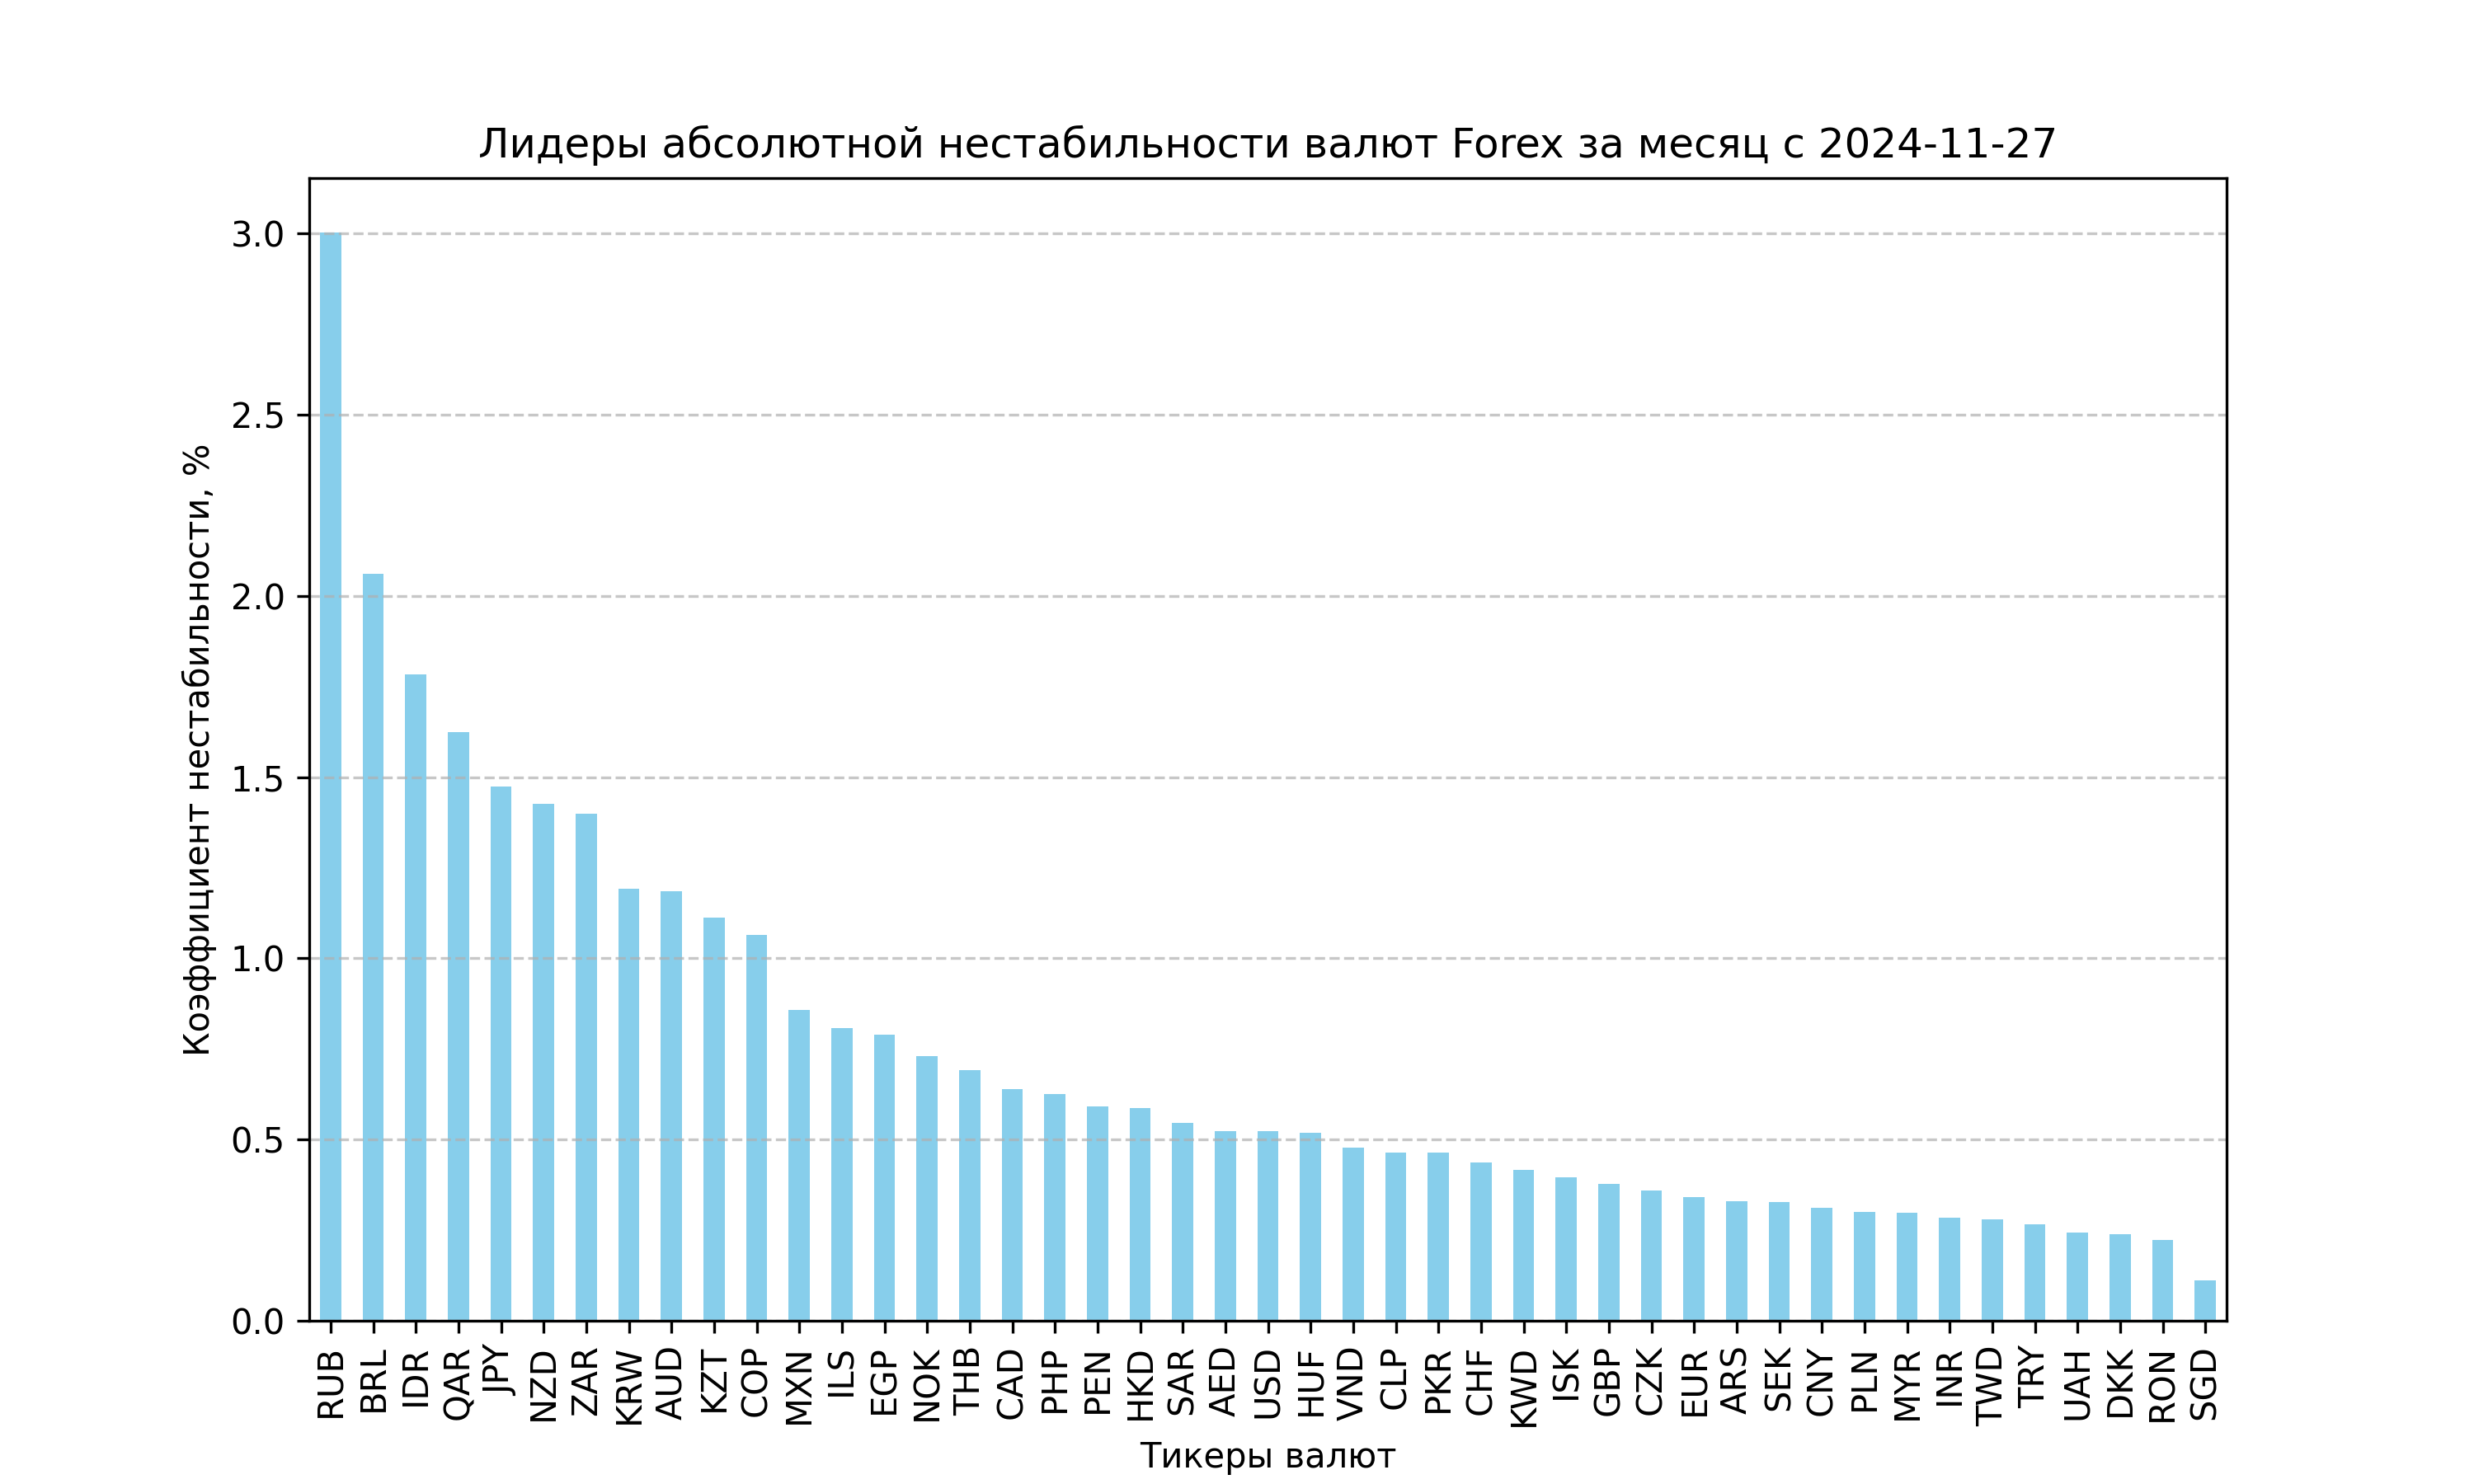 Лидеры абсолютной нестабильности валют Forex за месяц с 2024-11-27
Коэффициент нестабильности, %
3.0
2.5
2.0
1.5
1.0
0.5
0.0
RUB
BRL
IDR
QAR
JPY
NZD
ZAR
KRW
AUD
KZT
COP
MXN
ILS
EGP
NOK
THB
CAD
PHP
PEN
HKD
SAR
AED
USD
HUF
VND
CLP
PKR
CHF
KWD
ISK
GBP
CZK
EUR
ARS
SEK
CNY
PLN
MYR
INR
TWD
TRY
UAH
DKK
RON
SGD
Тикеры валют